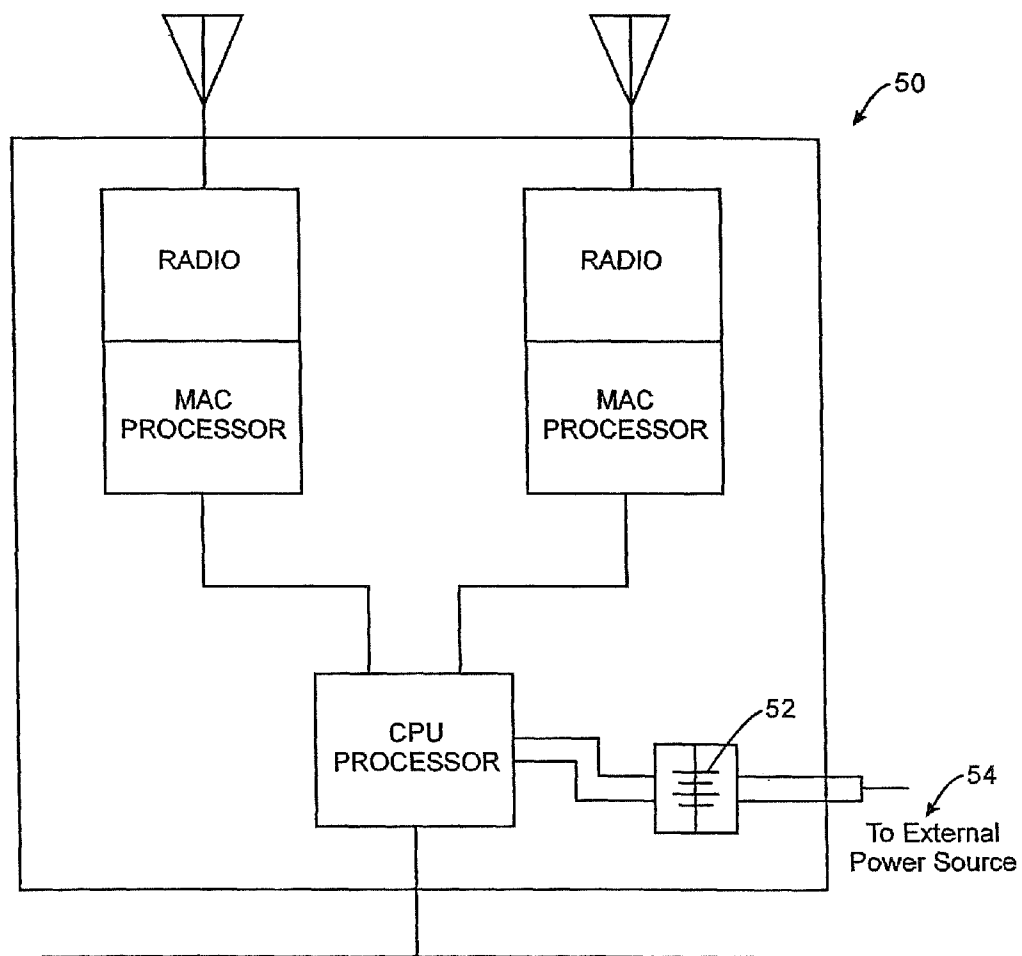 50
RADIO
RADIO
MAC
PROCESSOR
MAC
PROCESSOR
CPU
PROCESSOR
52
54
To External
Power Source